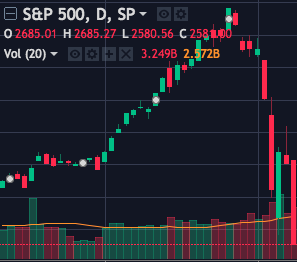 S&P 500, D, SP
O 2685.01 H 2685.27 L 2580.56 C 2581.00
Vol (20) 3.249B 2.572B